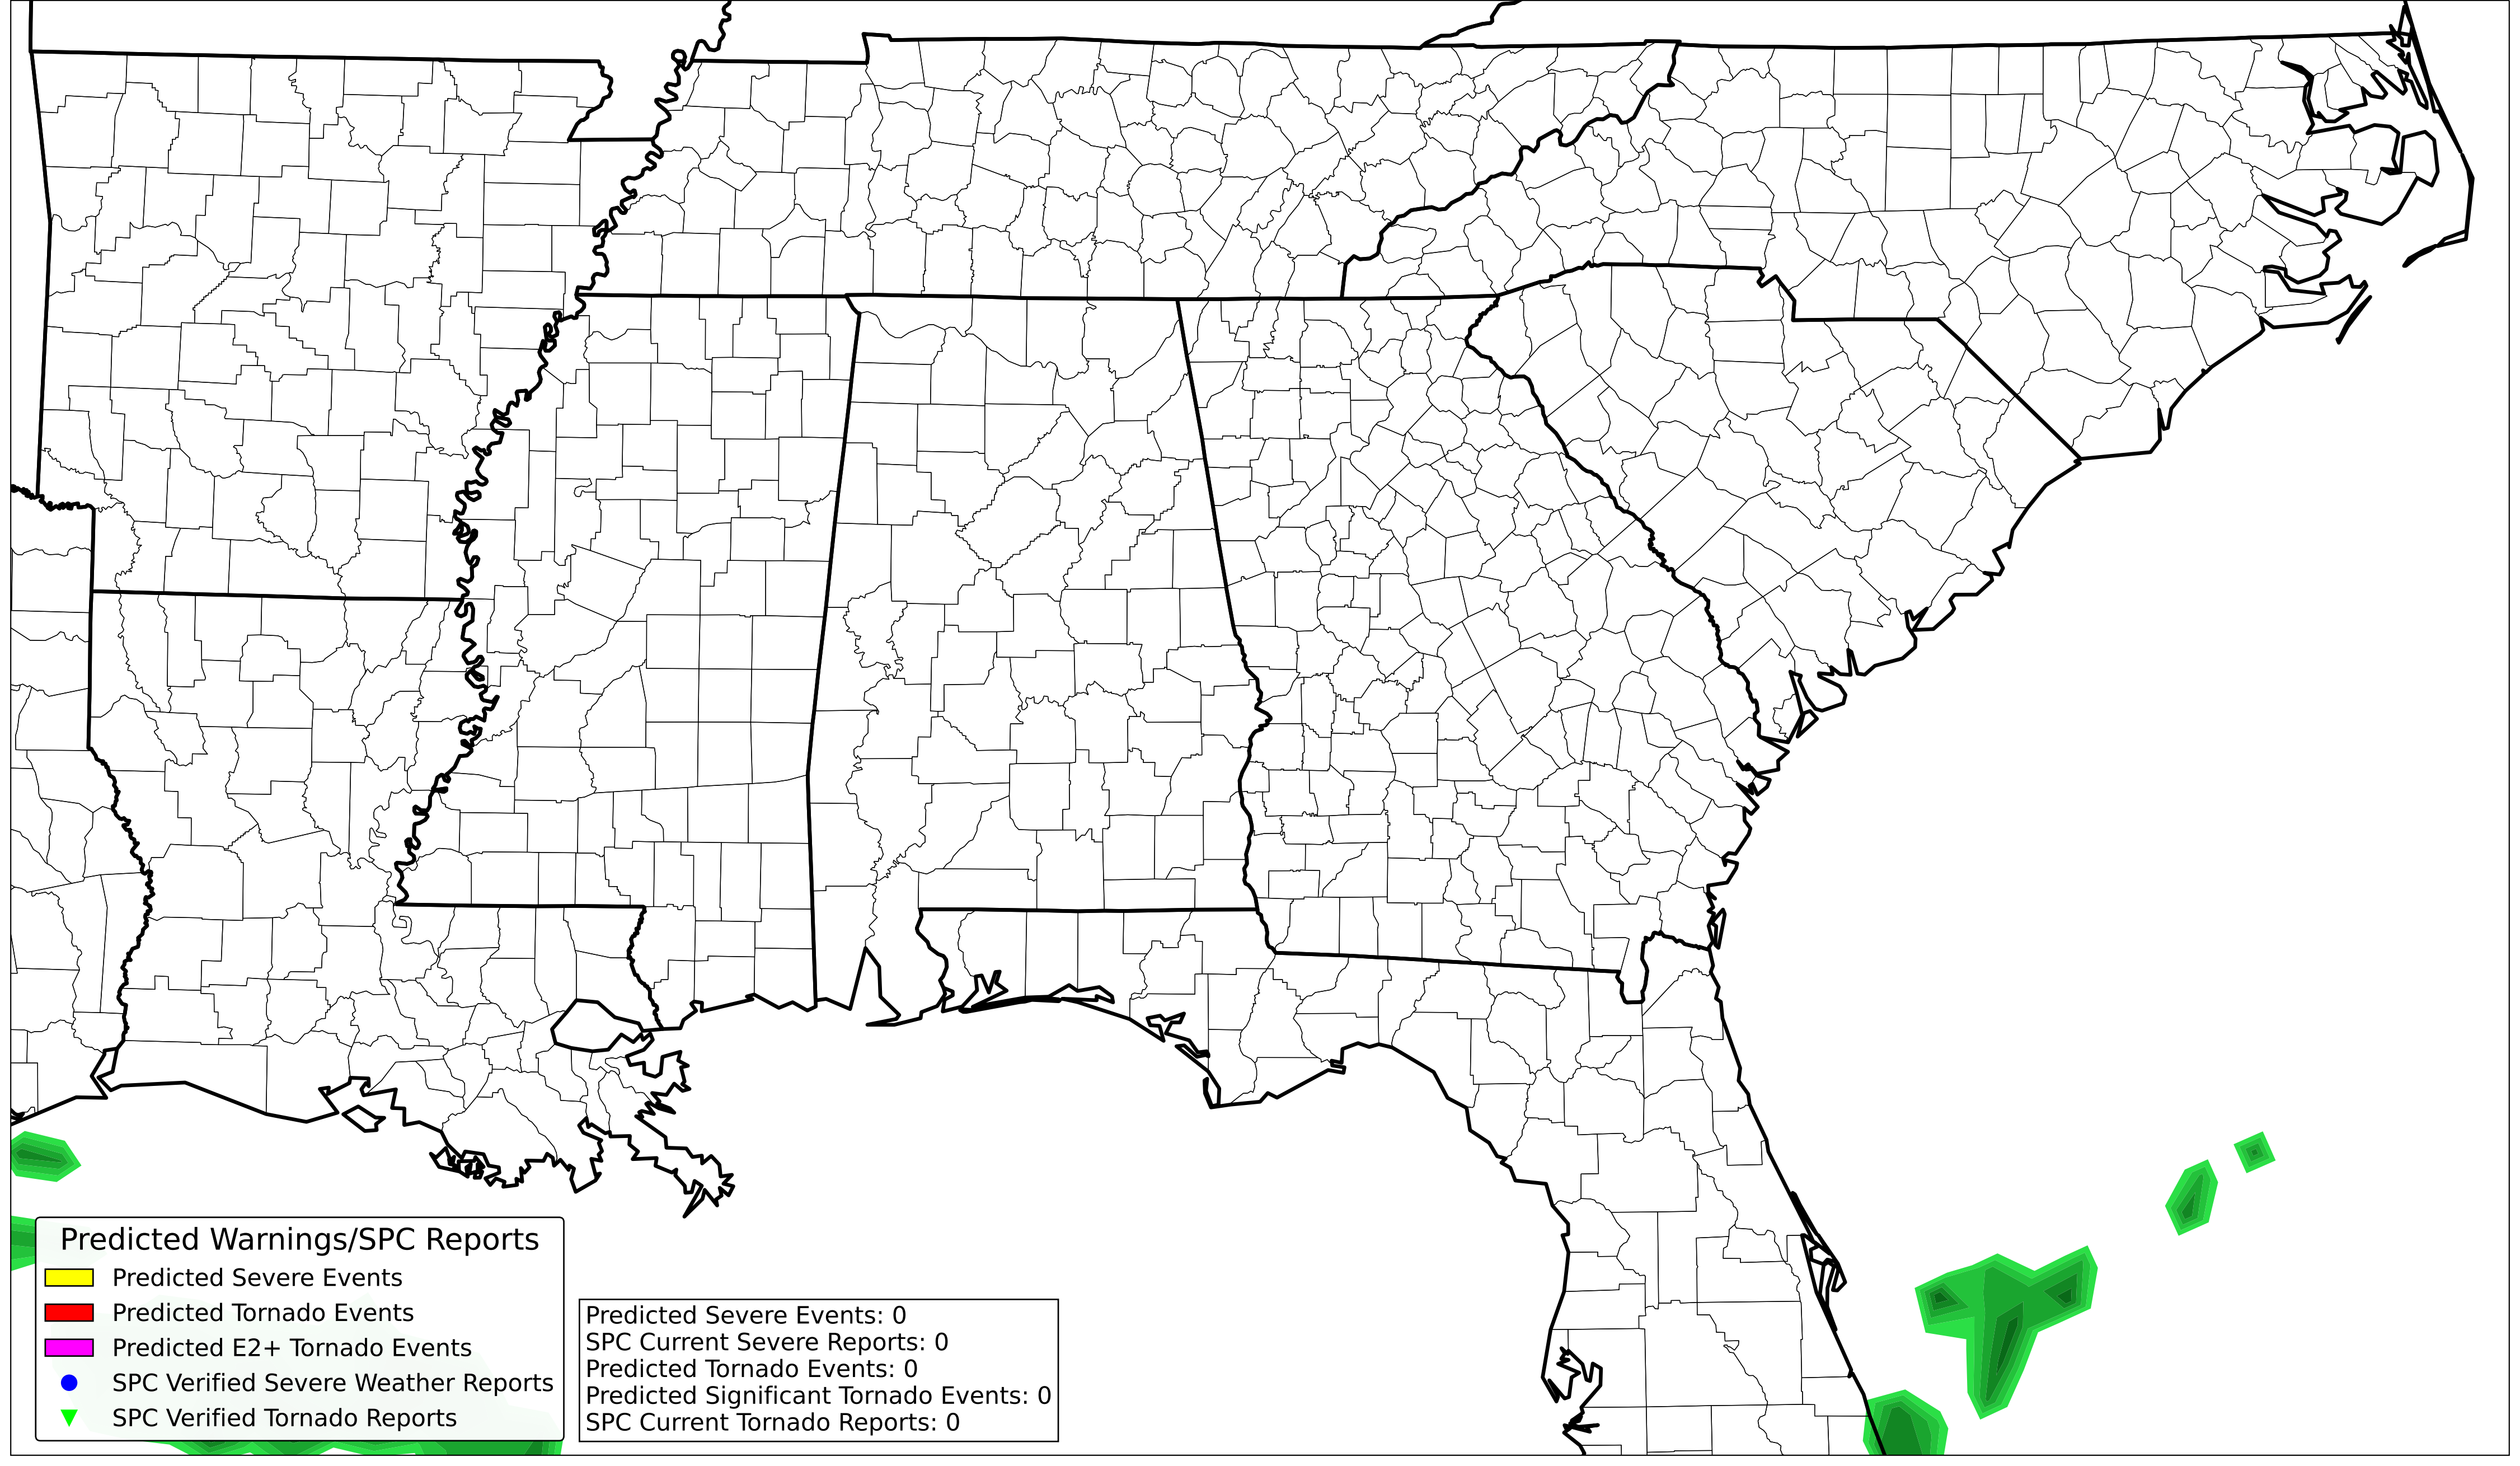 Predicted Warnings/SPC Reports
Predicted Severe Events
Predicted Tornado Events
Predicted E2+ Tornado Events
SPC Verified Severe Weather Reports
SPC Verified Tornado Reports
Predicted Severe Events: 0
SPC Current Severe Reports: 0
Predicted Tornado Events: 0
Predicted Significant Tornado Events: 0
SPC Current Tornado Reports: 0